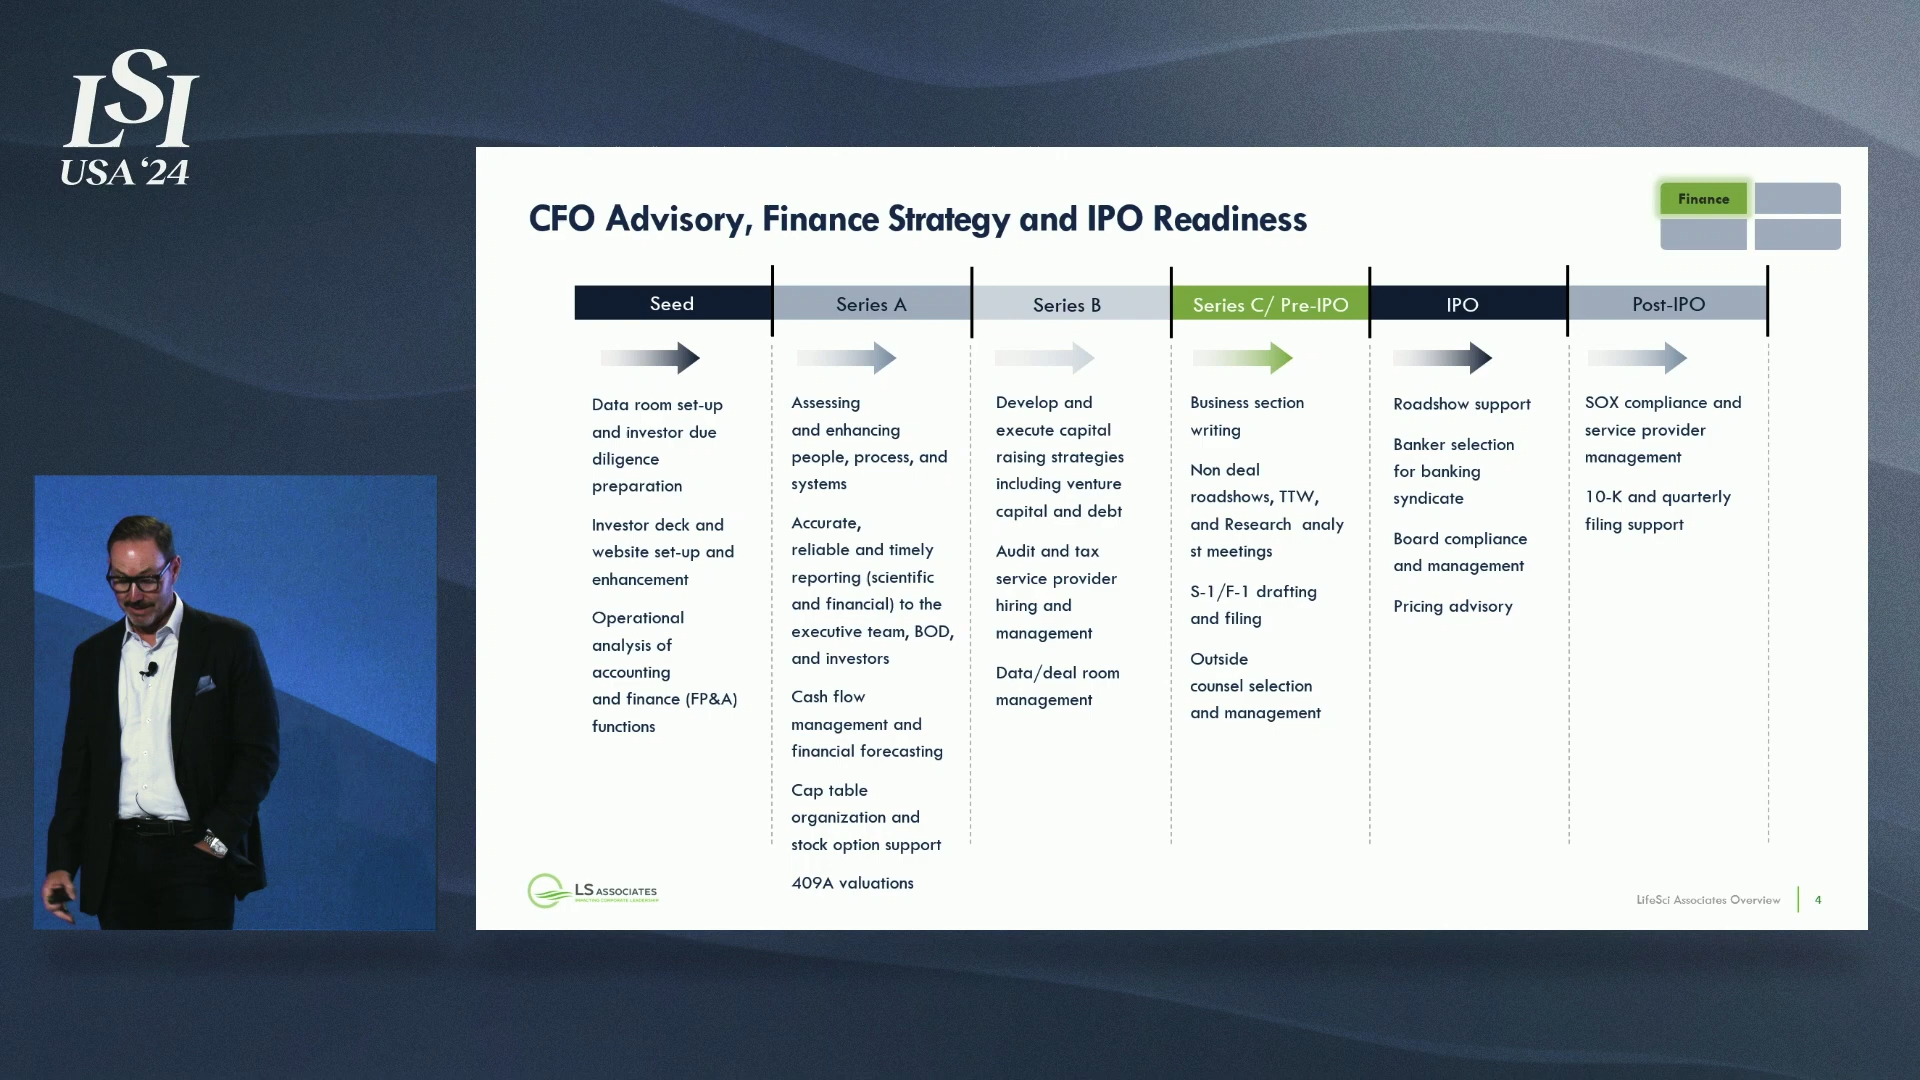 LSI
USA '24
CFO Advisory, Finance Strategy and IPO Readiness
Finance
Seed
Series A
Series B
Series C/ Pre-IPO
IPO
Post-IPO
Data room set-up
and investor due
diligence
preparation
Investor deck and
website set-up and
enhancement
Operational
analysis of
accounting
and finance (FP&A)
functions
Assessing
and enhancing
people, process, and
systems
Accurate,
reliable and timely
reporting (scientific
and financial) to the
executive team, BOD,
and investors
Cash flow
management and
financial forecasting
Cap table
organization and
stock option support
409A valuations
Develop and
execute capital
raising strategies
including venture
capital and debt
Audit and tax
service provider
hiring and
management
Data/deal room
management
Business section
writing
Non deal
roadshows, TTW,
and Research analy
st meetings
S-1/F-1 drafting
and filing
Outside
counsel selection
and management
Roadshow support
Banker selection
for banking
syndicate
Board compliance
and management
Pricing advisory
SOX compliance and
service provider
management
10-K and quarterly
filing support
LS ASSOCIATES
IMPACTING CORPORATE LEADERSHIP
LifeSci Associates Overview
4